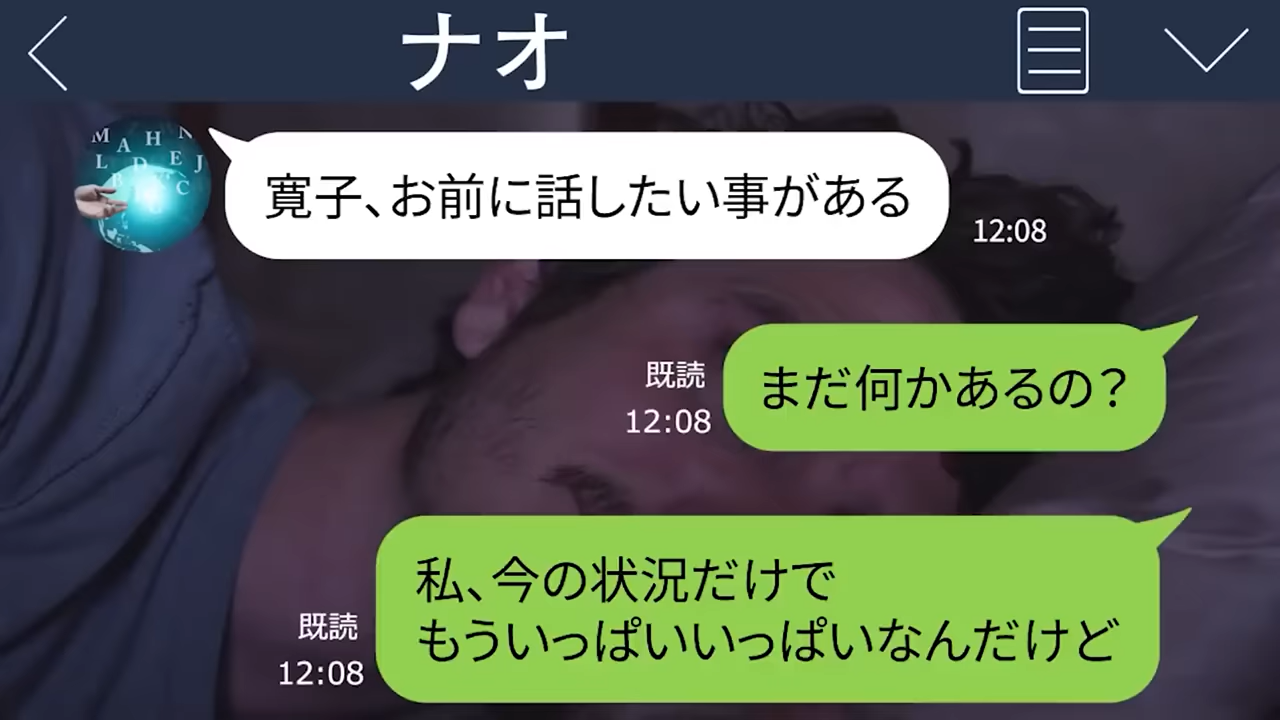 ナオ
M A H N
L D E J
B C
寛子、お前に話したい事がある
12:08
まだ何かあるの？
既読
12:08
私、今の状況だけで
もういっぱいいっぱいなんだけど
既読
12:08